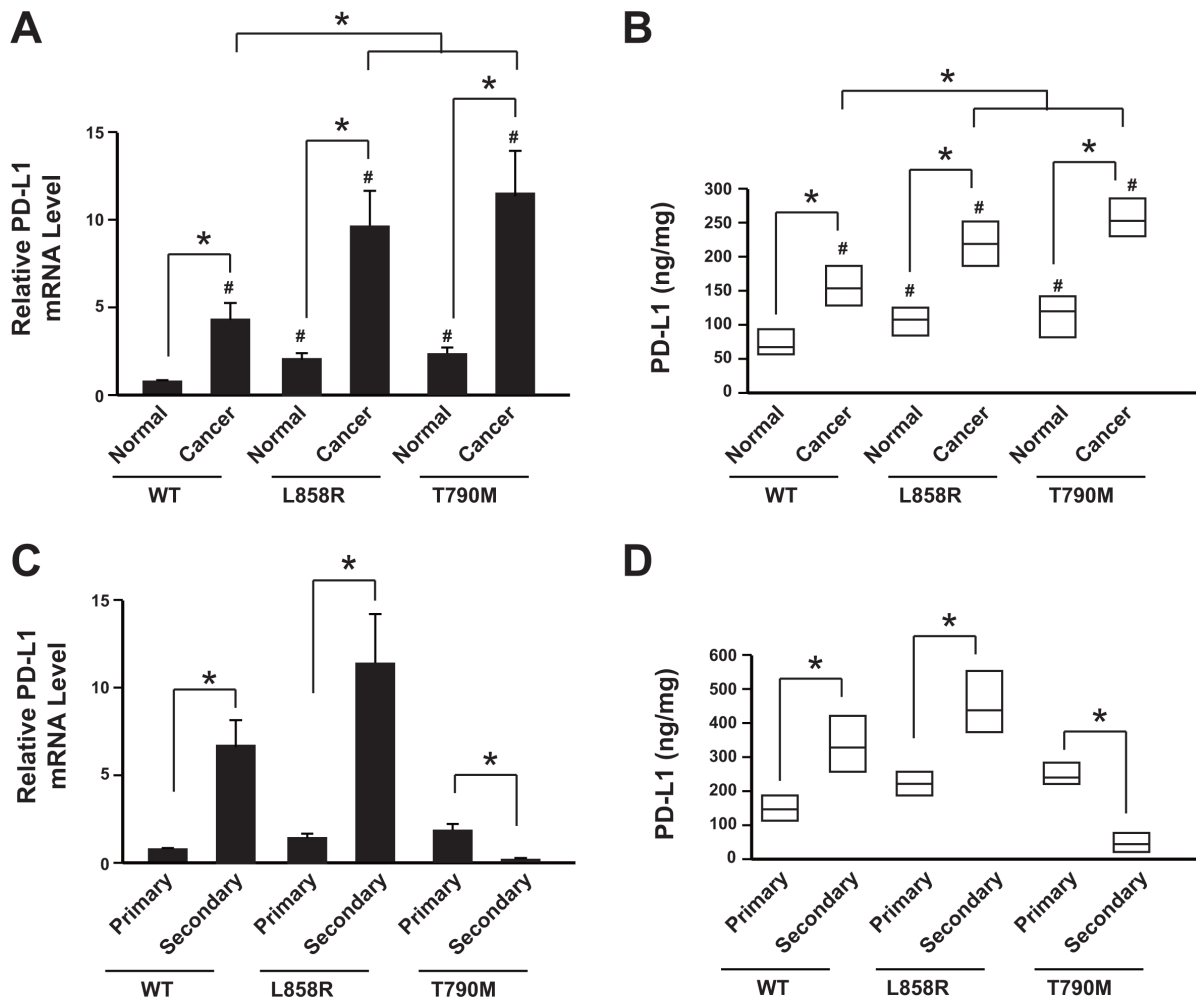 A
*
*
*
*
#
#
#
#
#
Relative PD-L1
mRNA Level
15
10
5
0
Normal Cancer Normal Cancer Normal Cancer
WT L858R T790M
B
*
*
*
*
#
#
#
#
#
PD-L1 (ng/mg)
300
250
200
150
100
50
0
Normal Cancer Normal Cancer Normal Cancer
WT L858R T790M
C
*
*
*
Relative PD-L1
mRNA Level
15
10
5
0
Primary Secondary Primary Secondary Primary Secondary
WT L858R T790M
D
*
*
*
PD-L1 (ng/mg)
600
500
400
300
200
100
0
Primary Secondary Primary Secondary Primary Secondary
WT L858R T790M